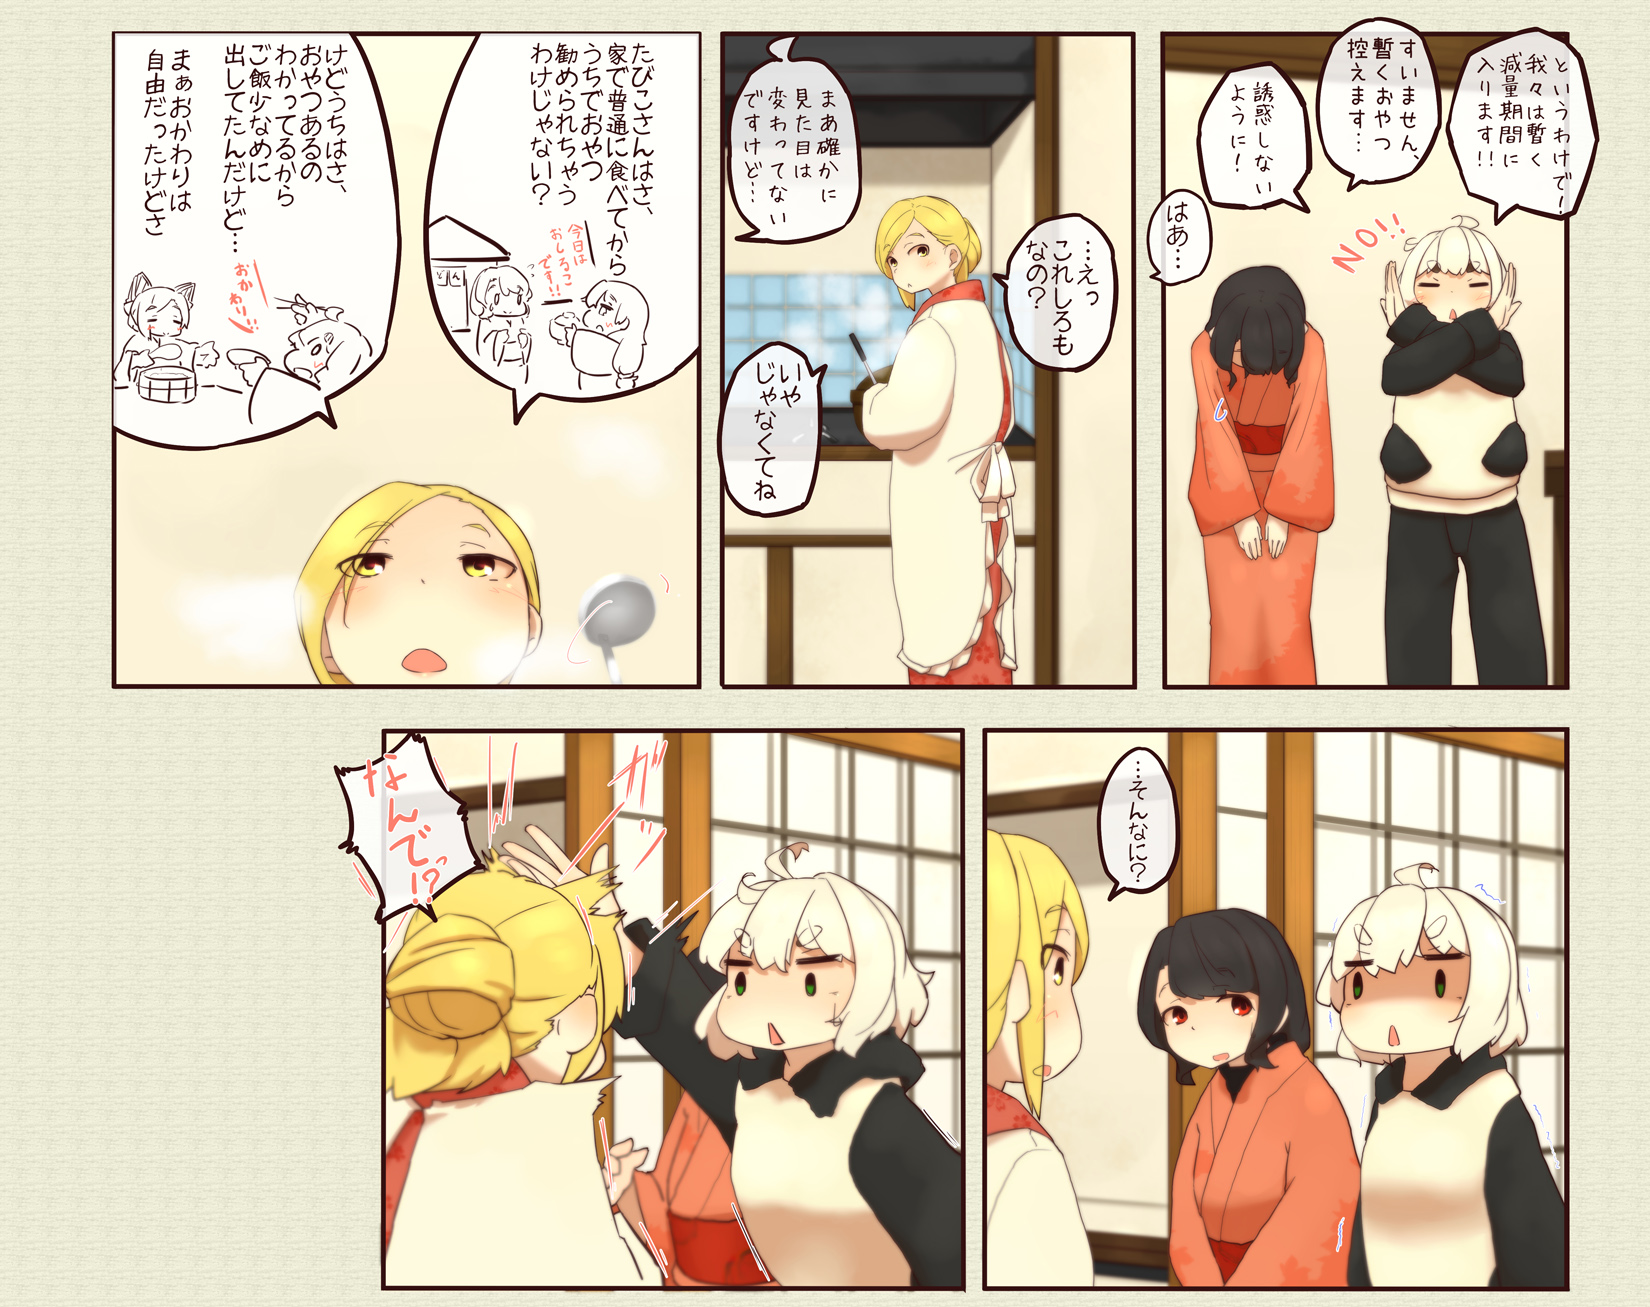 というわけで!
我々は暫く
減量期間に
入ります!!
すいません、
暫くおやつ
控えます…
誘惑しない
ように!
はあ…
NO!!
まあ確かに
見た目は
変わってない
ですけど…
…えっ
これしろも
なの?
いや
じゃなくてね
たびこさんはさ、
家で普通に食べてから
うちでおやつ
勧められちゃう
わけじゃない?
今日は
おしるこ
です!!
けどうちはさ、
おやつあるの
わかってるから
ご飯少なめに
出してたんだけど…
まぁおかわりは
自由だったけどさ
おかわり!!
…そんなに?
ガッ
なんでっ!?